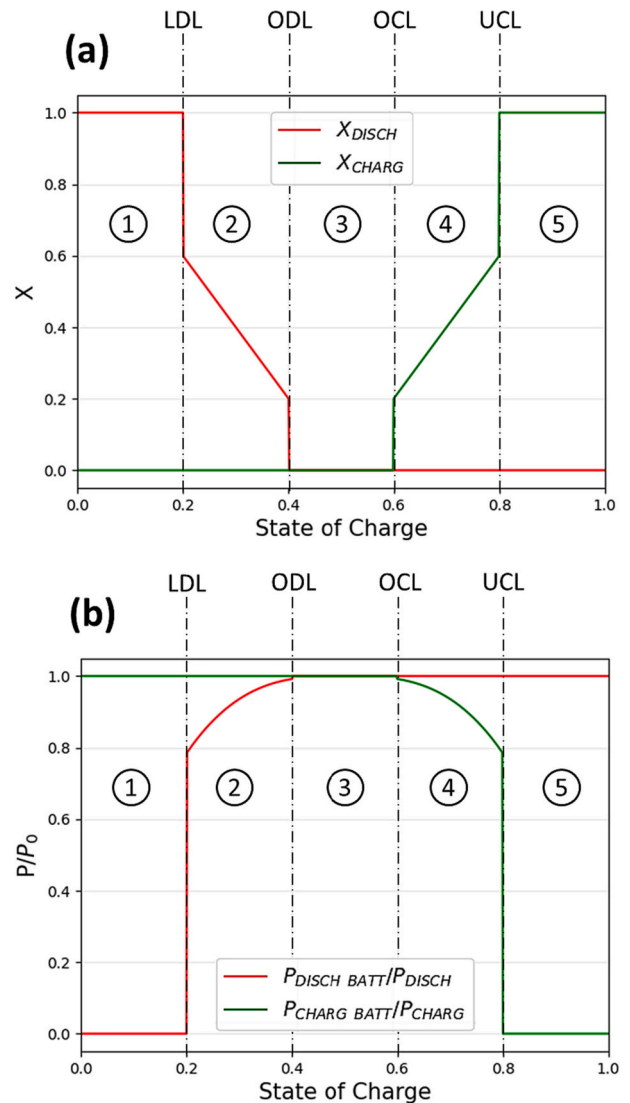 LDL ODL OCL UCL
(a)
1.0
X_DISCH
X_CHARG
0.8
① ② ③ ④ ⑤
0.6
X
0.4
0.2
0.0
0.0 0.2 0.4 0.6 0.8 1.0
State of Charge
LDL ODL OCL UCL
(b)
1.0
0.8
① ② ③ ④ ⑤
0.6
P/P₀
0.4
0.2
P_DISCH BATT/P_DISCH
P_CHARG BATT/P_CHARG
0.0
0.0 0.2 0.4 0.6 0.8 1.0
State of Charge